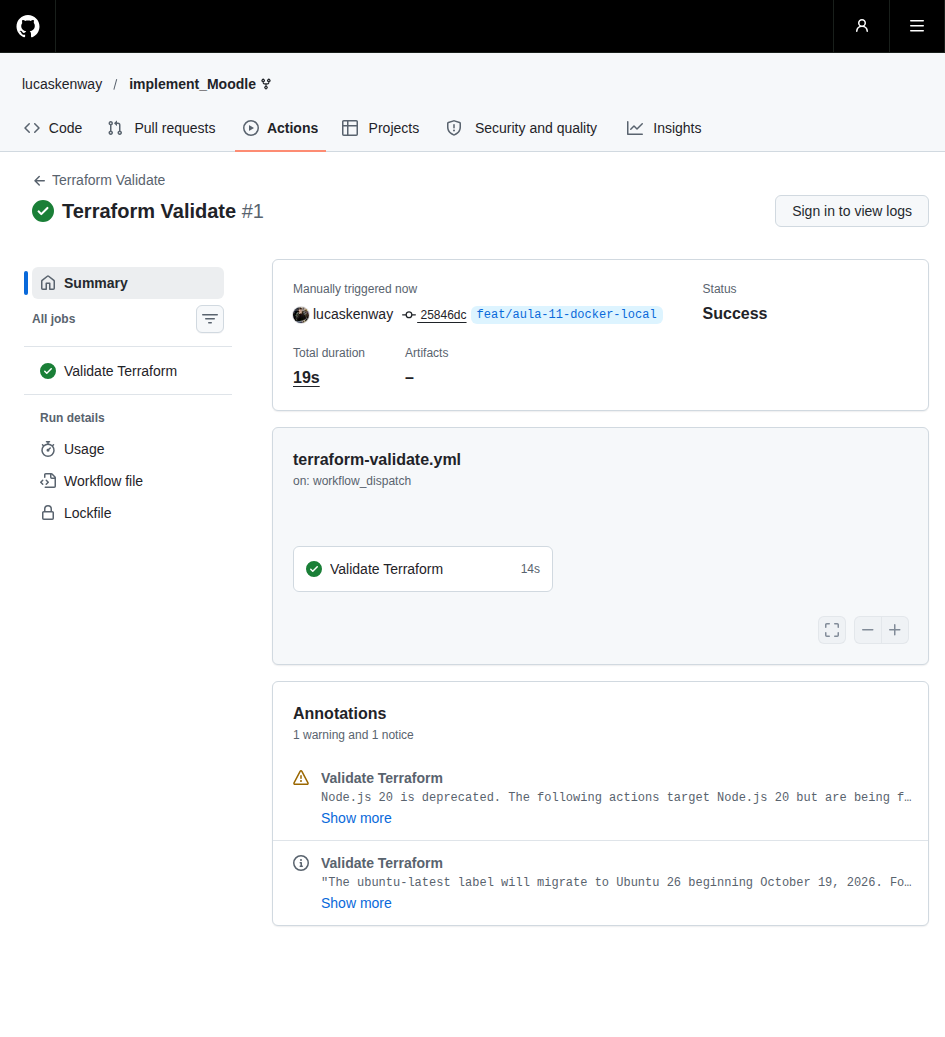 lucaskenway / implement_Moodle
Code Pull requests Actions Projects Security and quality Insights
Terraform Validate
Terraform Validate #1
Sign in to view logs
Summary
All jobs
Validate Terraform
Run details
Usage
Workflow file
Lockfile
Manually triggered now
lucaskenway 25846dc feat/aula-11-docker-local
Status
Success
Total duration
19s
Artifacts
–
terraform-validate.yml
on: workflow_dispatch
Validate Terraform 14s
Annotations
1 warning and 1 notice
Validate Terraform
Node.js 20 is deprecated. The following actions target Node.js 20 but are being f…
Show more
Validate Terraform
"The ubuntu-latest label will migrate to Ubuntu 26 beginning October 19, 2026. Fo…
Show more